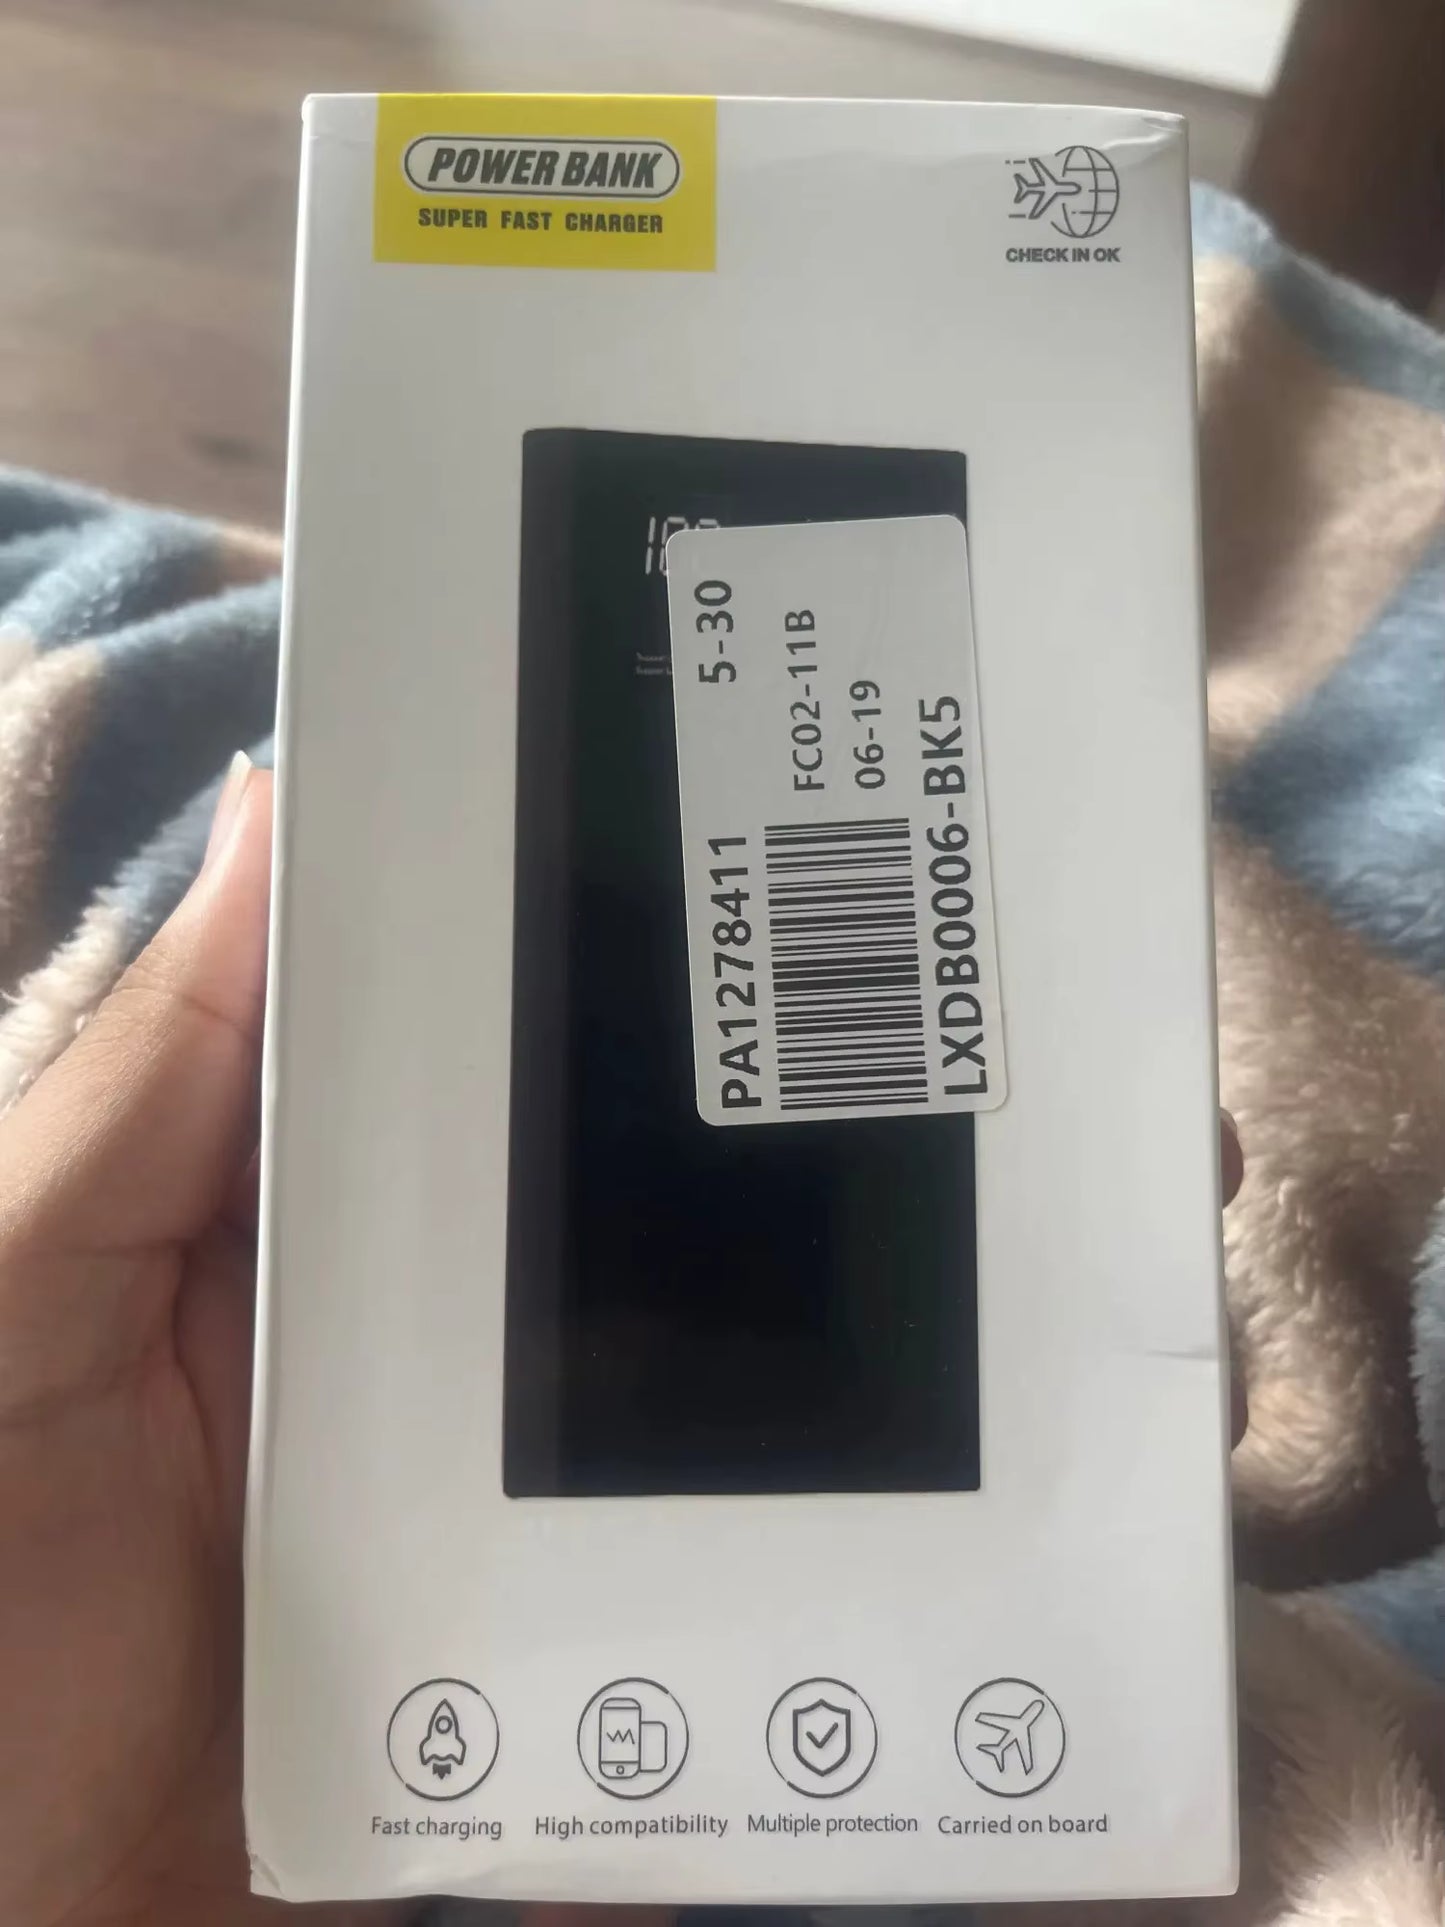 POWER BANK
SUPER FAST CHARGER
CHECK IN OK
PA1278411 5-30
FC02-11B
06-19
LXDB0006-BK5
Fast charging
High compatibility
Multiple protection
Carried on board